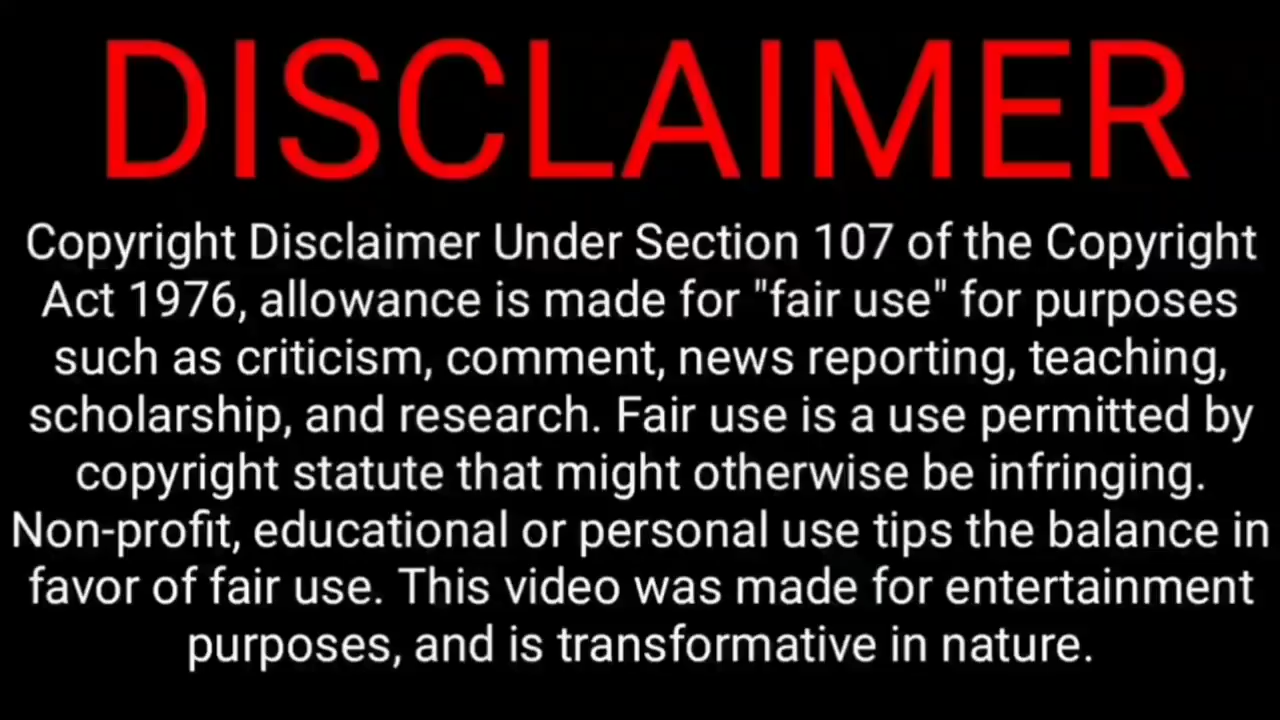 DISCLAIMER
Copyright Disclaimer Under Section 107 of the Copyright
Act 1976, allowance is made for "fair use" for purposes
such as criticism, comment, news reporting, teaching,
scholarship, and research. Fair use is a use permitted by
copyright statute that might otherwise be infringing.
Non-profit, educational or personal use tips the balance in
favor of fair use. This video was made for entertainment
purposes, and is transformative in nature.